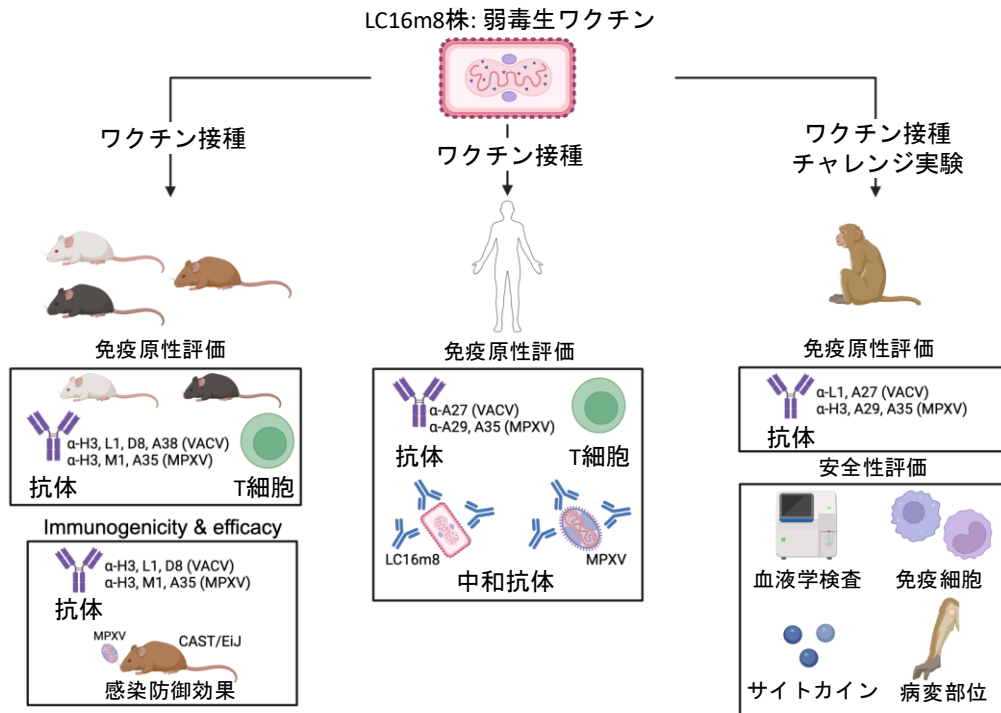 LC16m8株: 弱毒生ワクチン
ワクチン接種
免疫原性評価
α-H3, L1, D8, A38 (VACV)
α-H3, M1, A35 (MPXV)
抗体
T細胞
Immunogenicity & efficacy
α-H3, L1, D8 (VACV)
α-H3, M1, A35 (MPXV)
抗体
MPXV
CAST/EiJ
感染防御効果
ワクチン接種
免疫原性評価
α-A27 (VACV)
α-A29, A35 (MPXV)
抗体
T細胞
LC16m8
MPXV
中和抗体
ワクチン接種
チャレンジ実験
免疫原性評価
α-L1, A27 (VACV)
α-H3, A29, A35 (MPXV)
抗体
安全性評価
血液学検査
免疫細胞
サイトカイン
病変部位